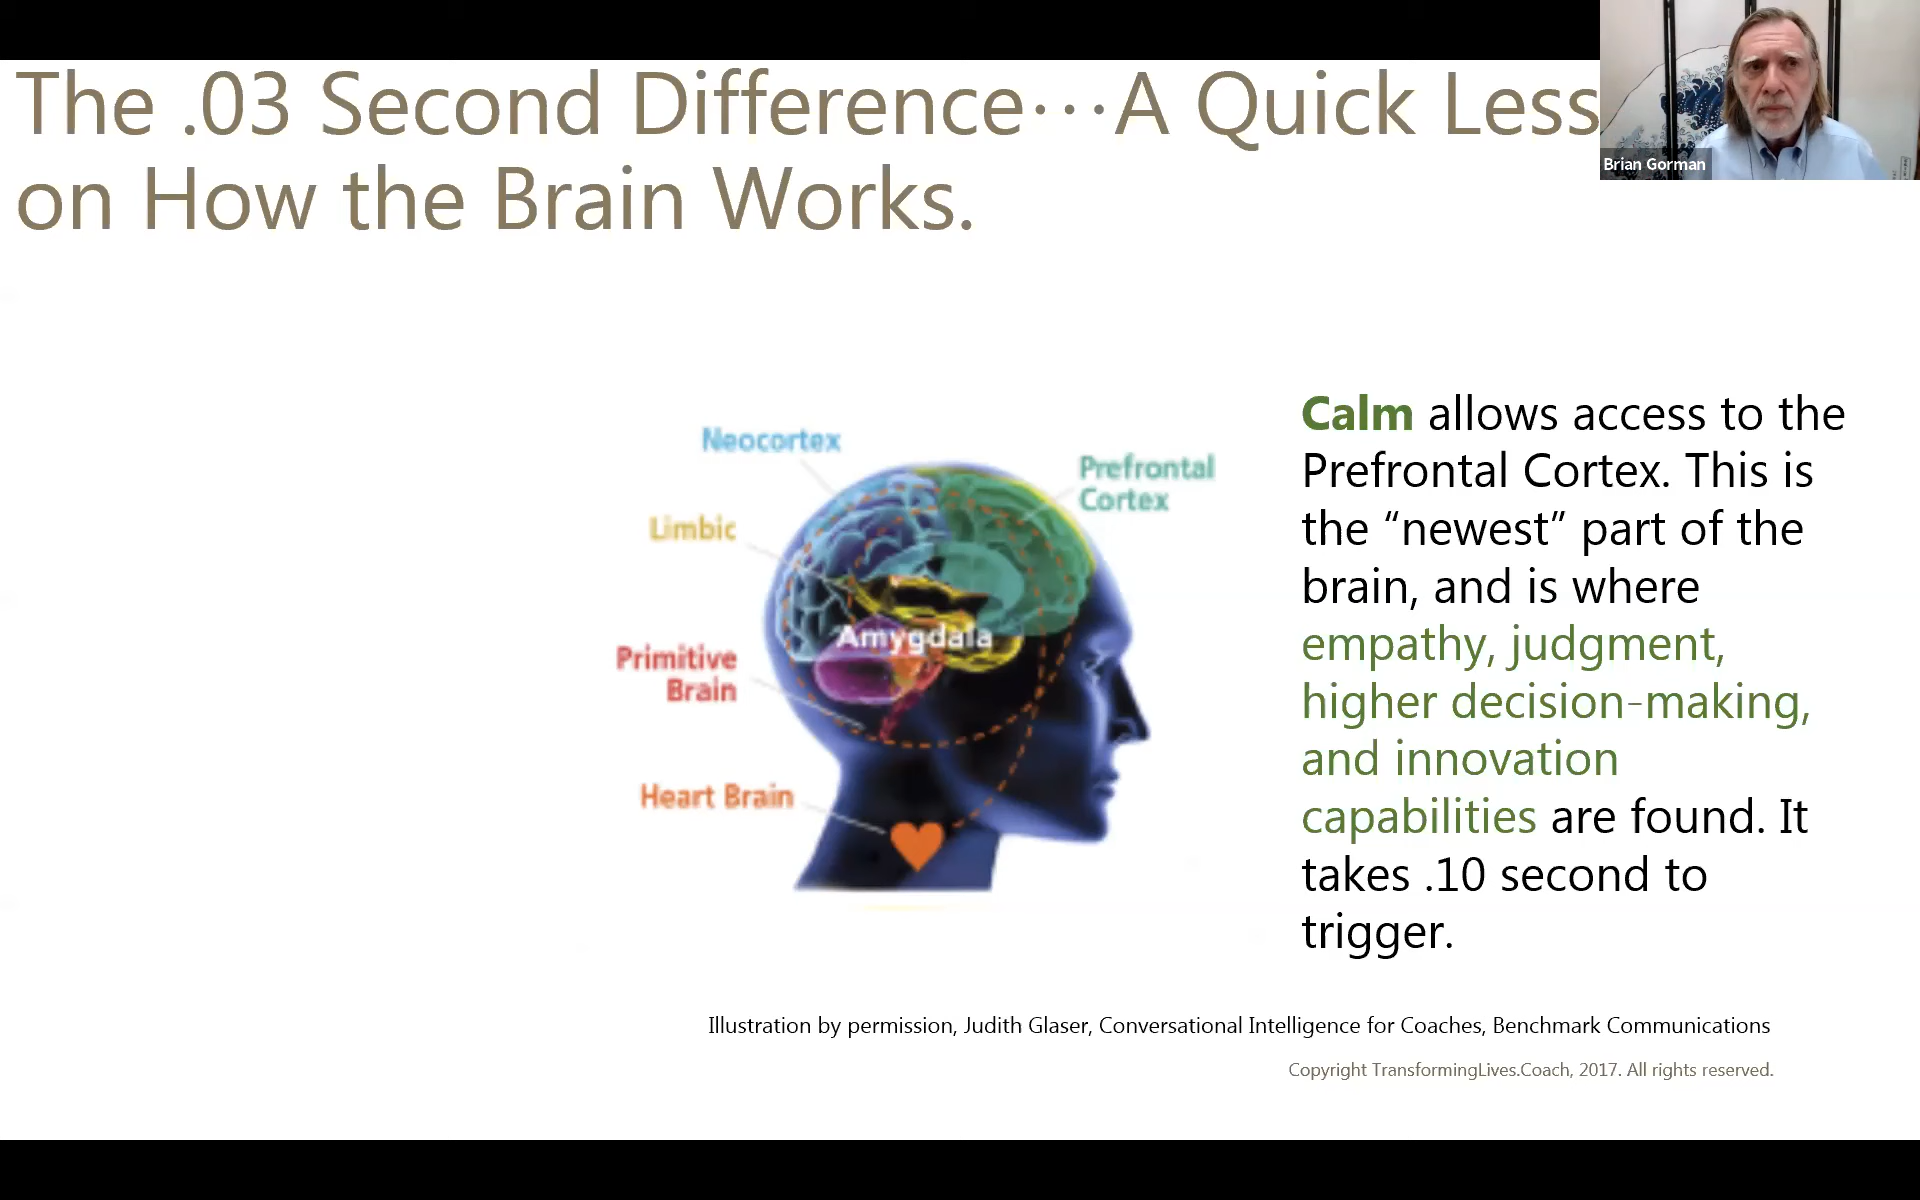 The .03 Second Difference⋯A Quick Less
on How the Brain Works.
Brian Gorman
Neocortex
Prefrontal
Cortex
Limbic
Amygdala
Primitive
Brain
Heart Brain
Calm allows access to the
Prefrontal Cortex. This is
the “newest” part of the
brain, and is where
empathy, judgment,
higher decision-making,
and innovation
capabilities are found. It
takes .10 second to
trigger.
Illustration by permission, Judith Glaser, Conversational Intelligence for Coaches, Benchmark Communications
Copyright TransformingLives.Coach, 2017. All rights reserved.